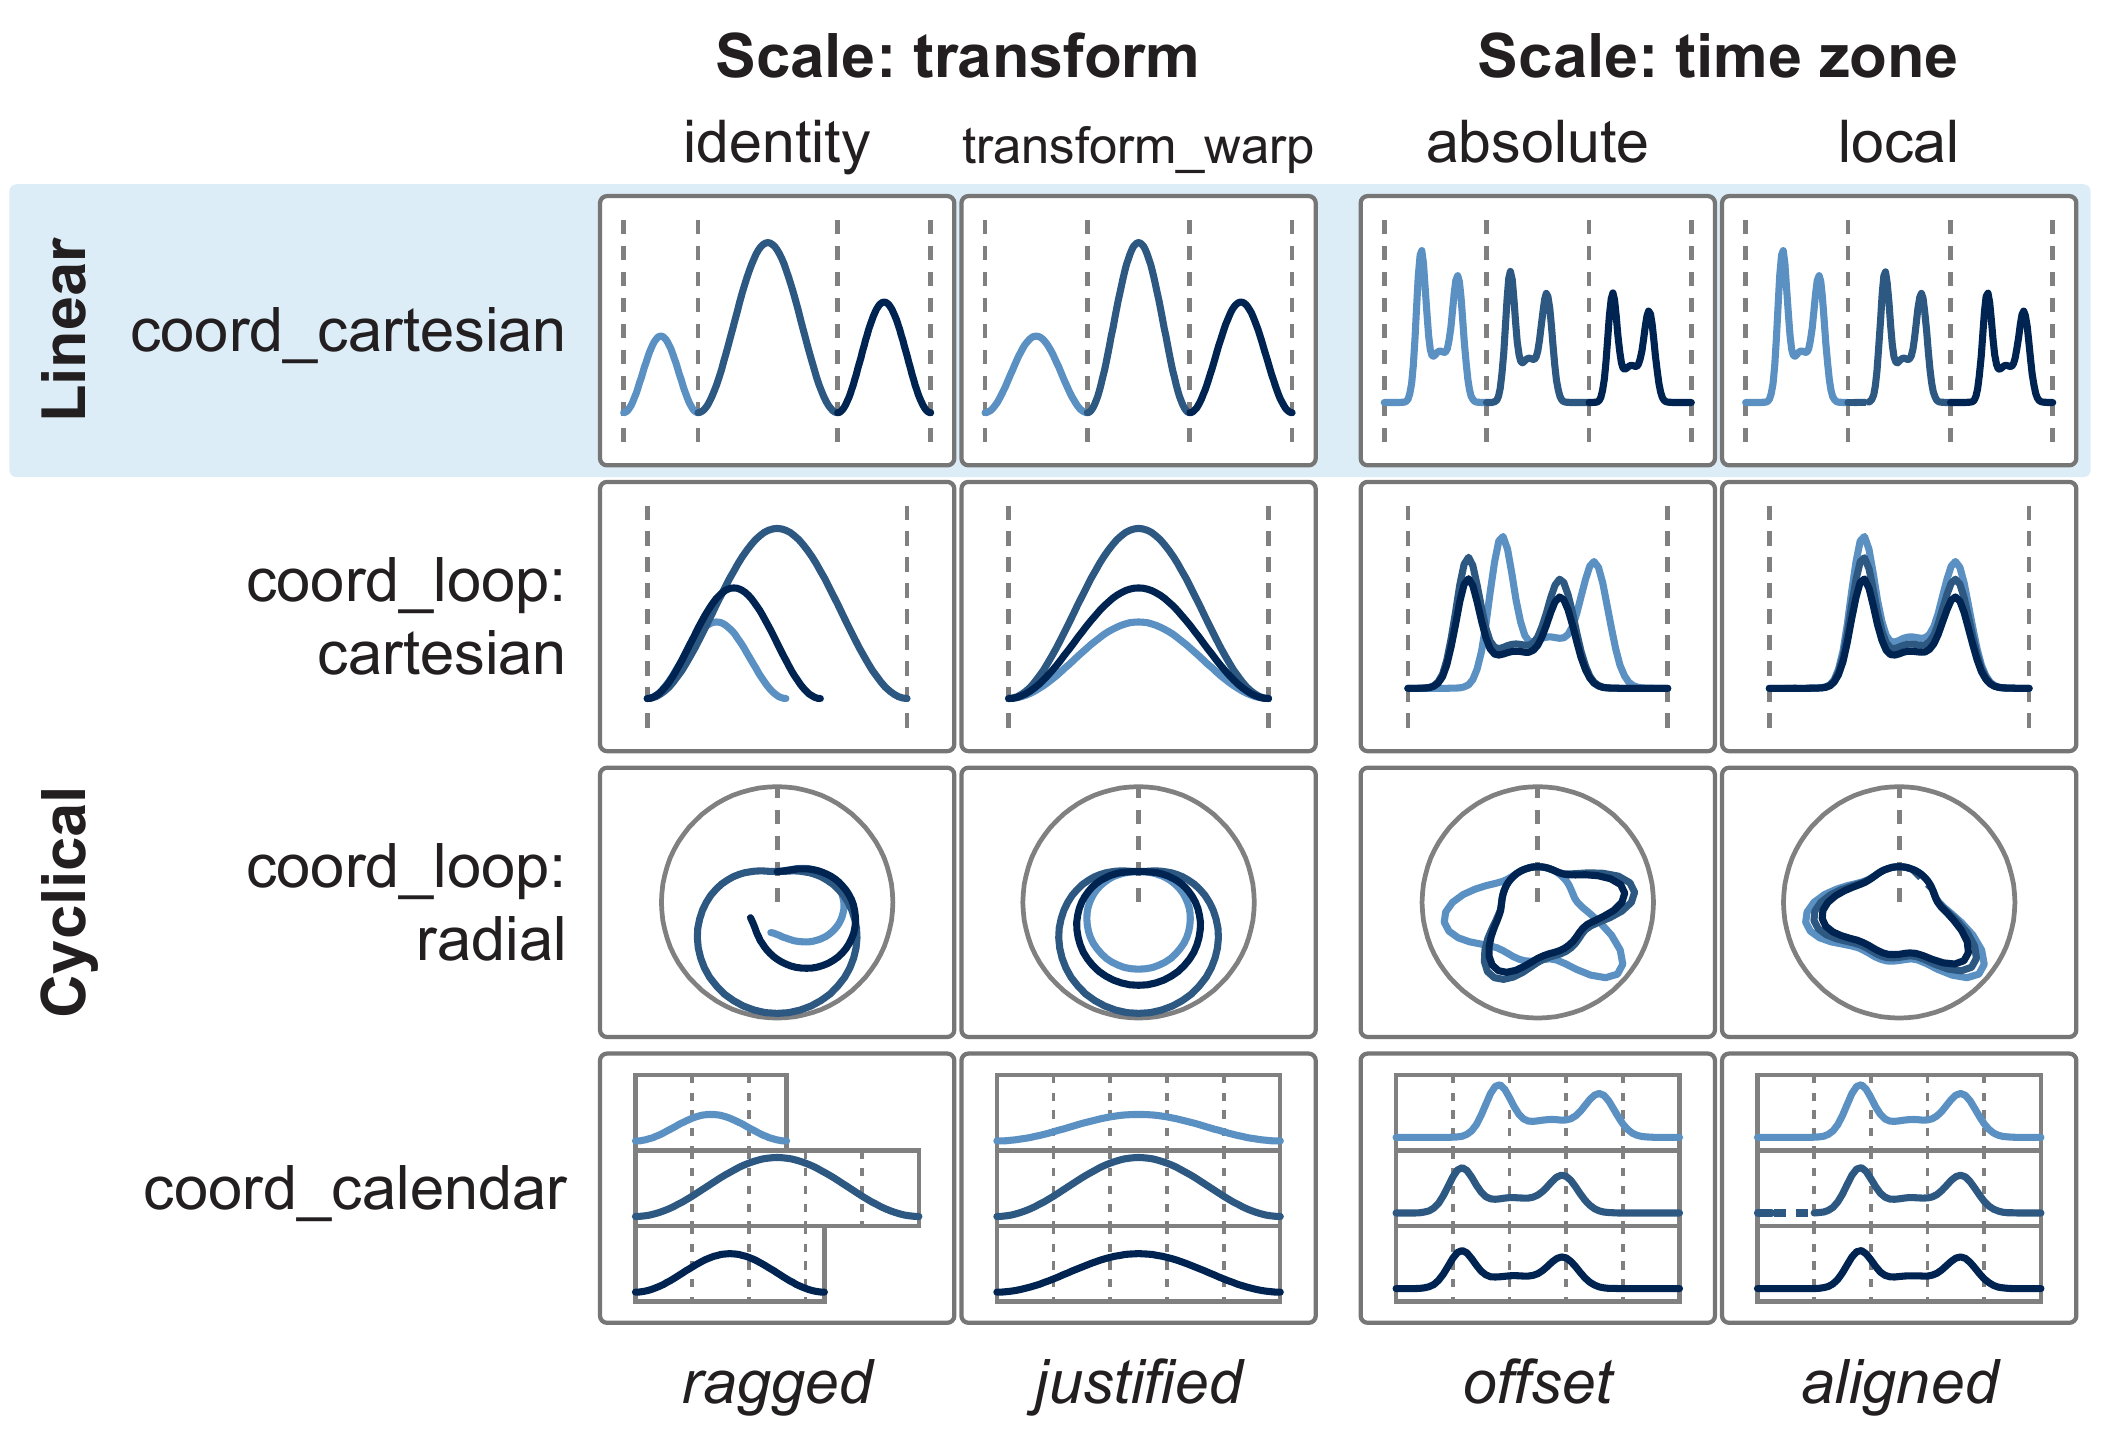 Scale: transform
Scale: time zone
identity
transform_warp
absolute
local
Linear
coord_cartesian
Cyclical
coord_loop:
cartesian
coord_loop:
radial
coord_calendar
ragged
justified
offset
aligned